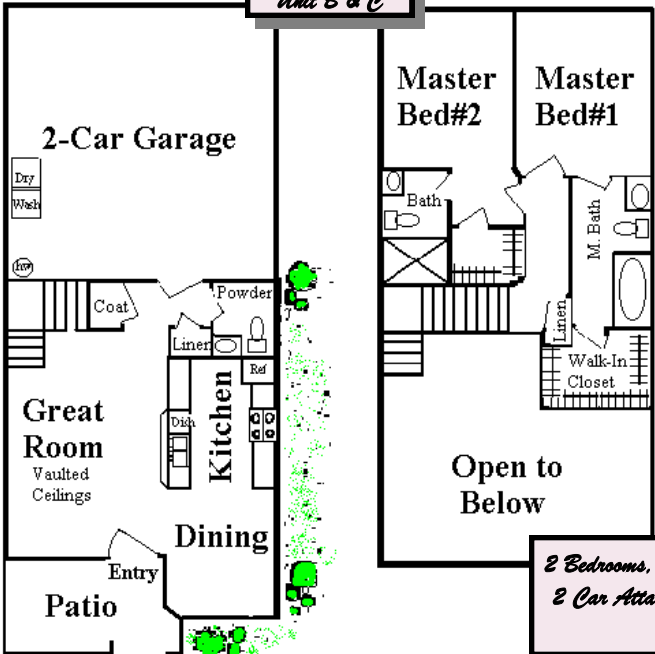 Unit B & C
2-Car Garage
Dry
Wash
hw
Coat
Powder
Linen
Ref
Great
Room
Vaulted
Ceilings
Dish
Kitchen
Dining
Entry
Patio
Master
Bed#2
Master
Bed#1
Bath
M. Bath
Linen
Walk-In
Closet
Open to
Below
2 Bedrooms,
2 Car Atta